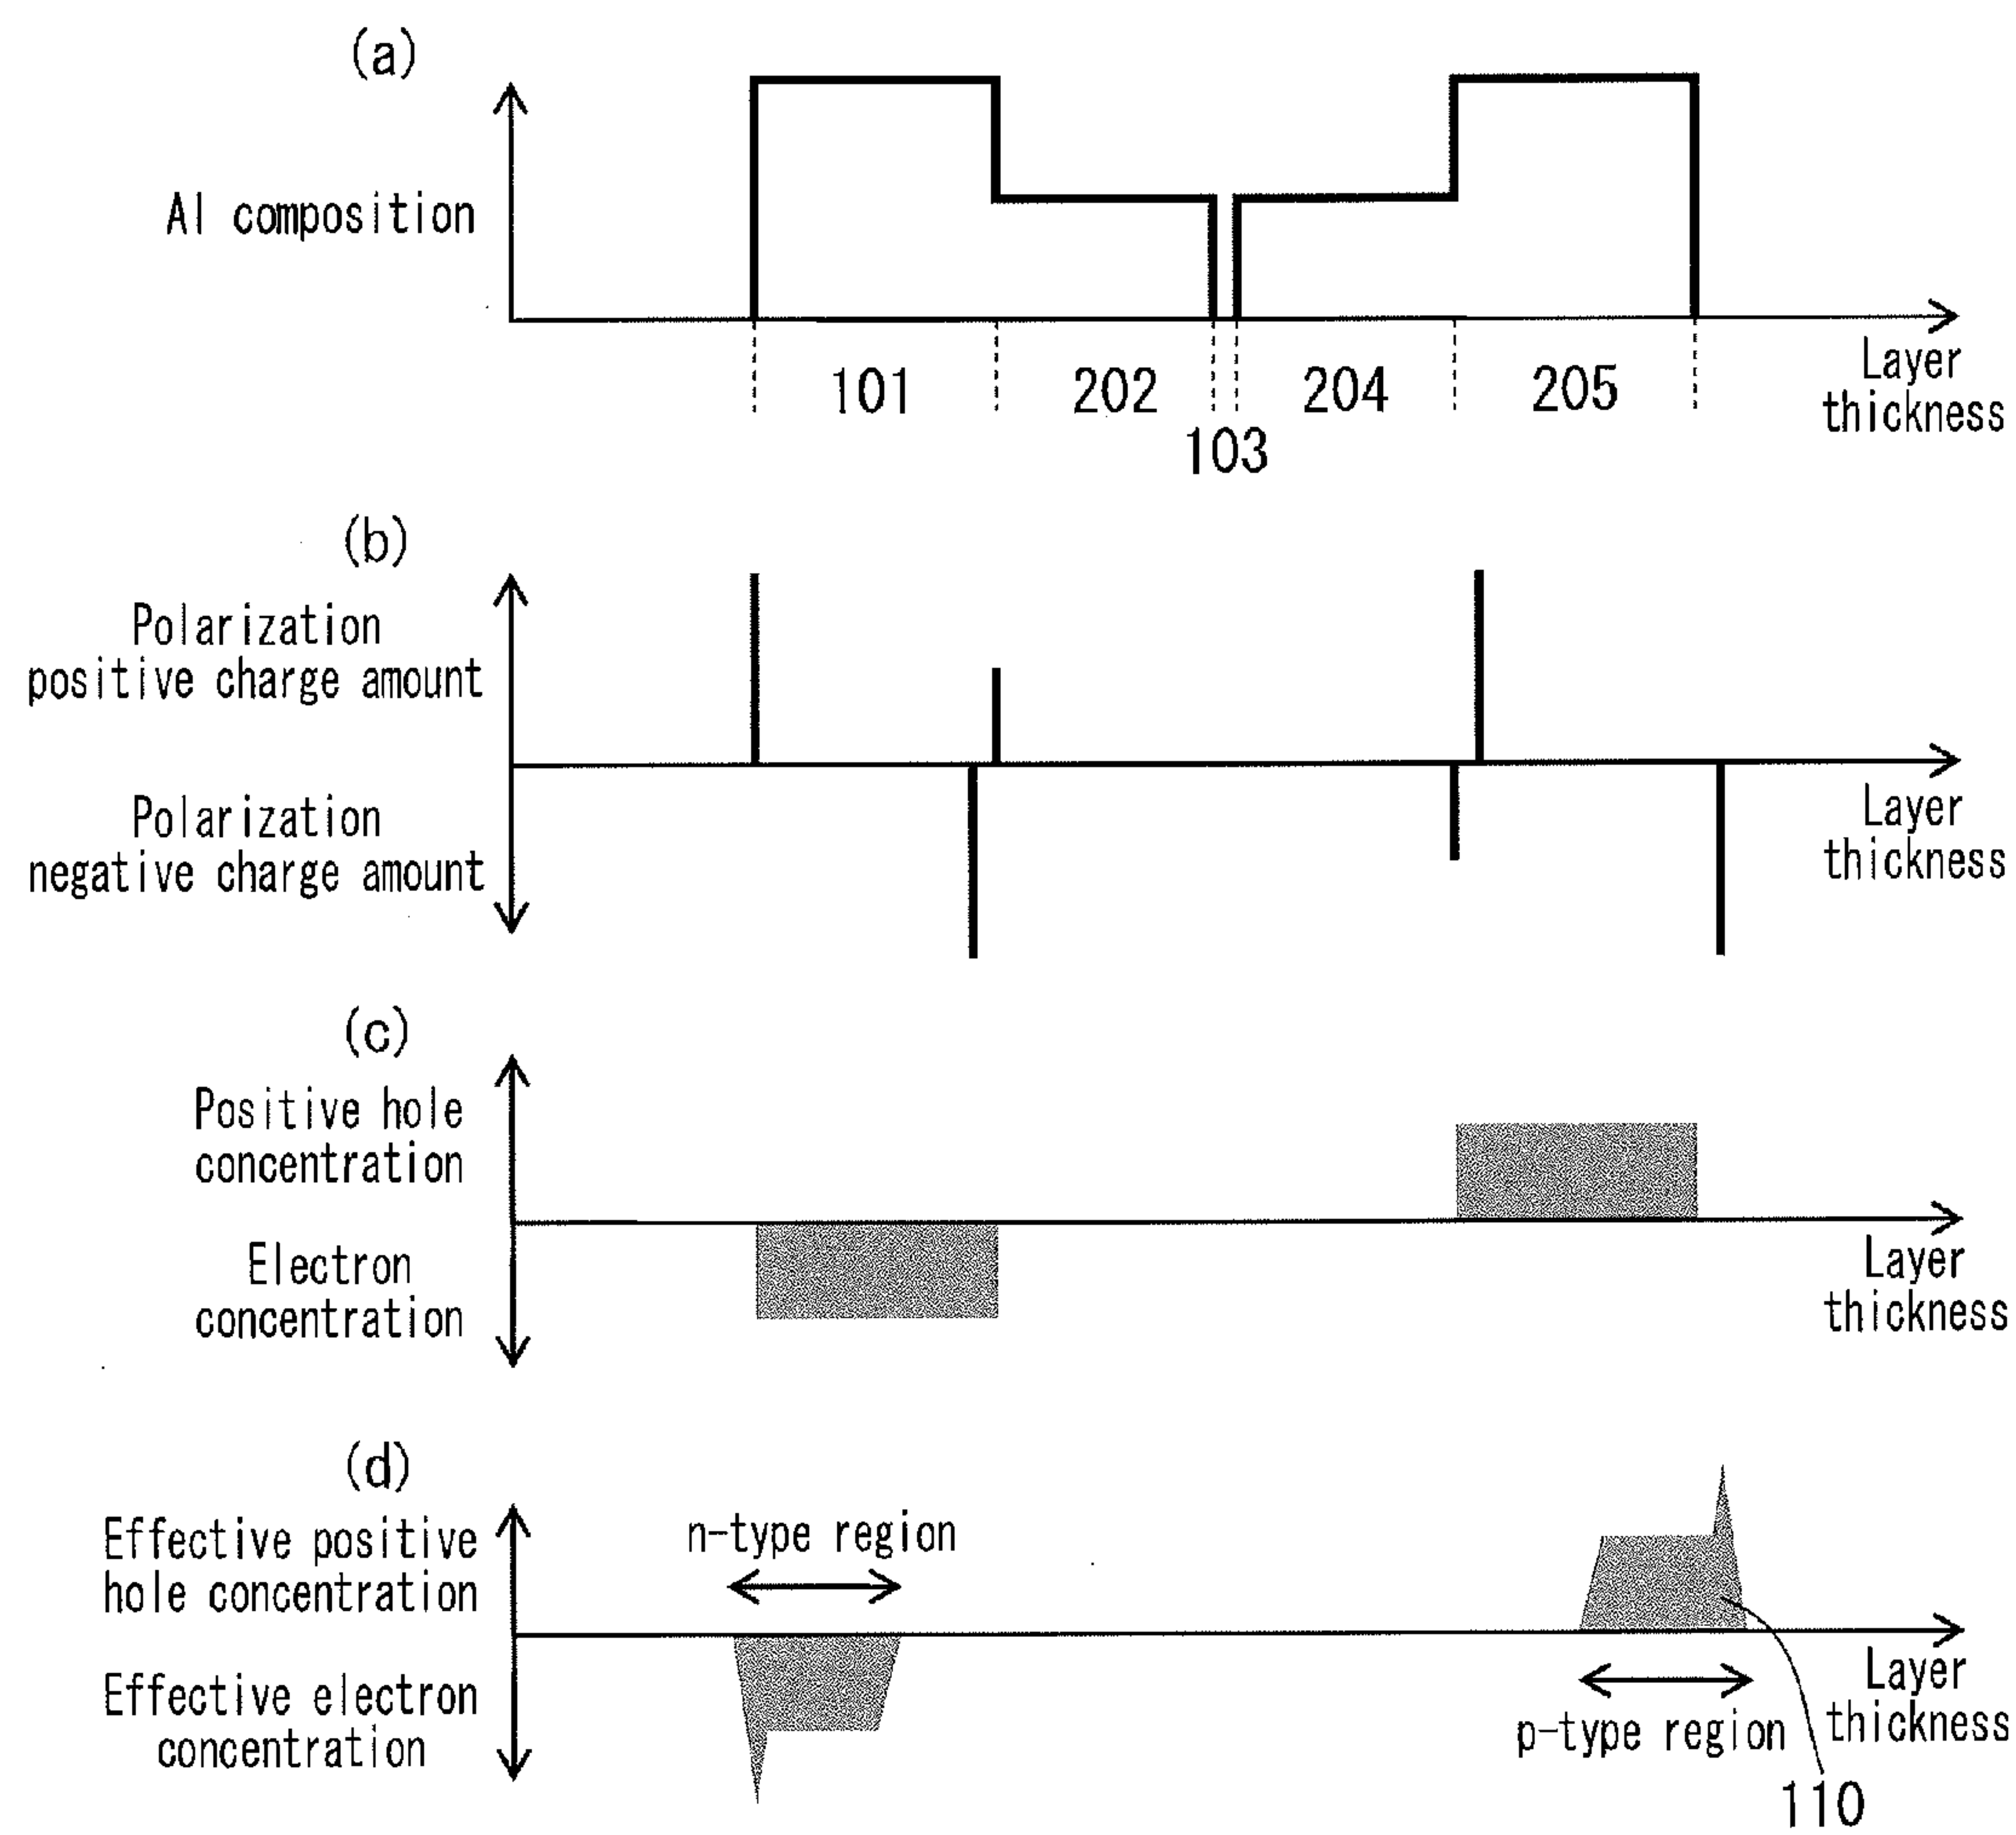 (a)
Al composition
Layer
thickness
101
202
204
205
103
(b)
Polarization
positive charge amount
Polarization
negative charge amount
Layer
thickness
(c)
Positive hole
concentration
Electron
concentration
Layer
thickness
(d)
Effective positive
hole concentration
n-type region
Effective electron
concentration
p-type region
Layer
thickness
110